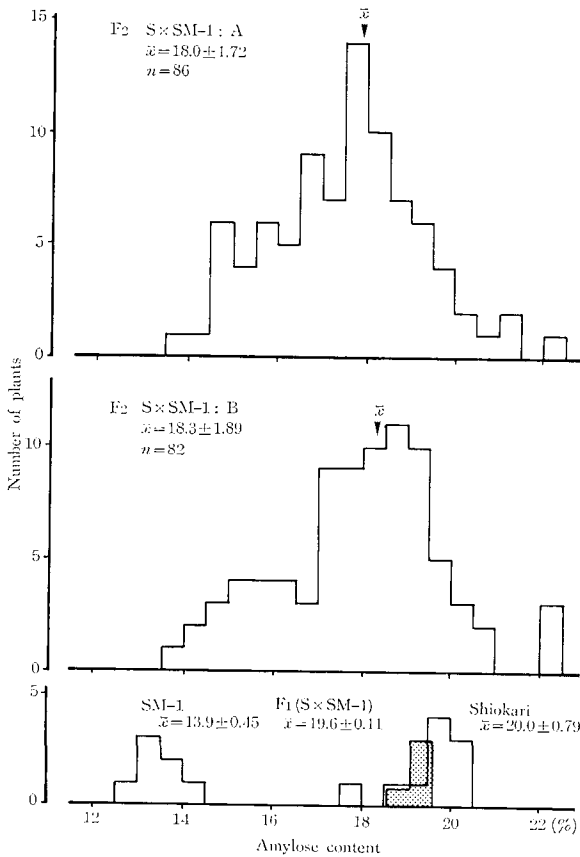 15
10
5
0
F2 S×SM-1 : A
x̄=18.0±1.72
n=86
x̄
Number of plants
10
5
0
F2 S×SM-1 : B
x̄=18.3±1.89
n=82
x̄
5
0
SM-1
x̄=13.9±0.45
F1(S×SM-1)
x̄=19.6±0.11
Shiokari
x̄=20.0±0.79
12 14 16 18 20 22 (%)
Amylose content